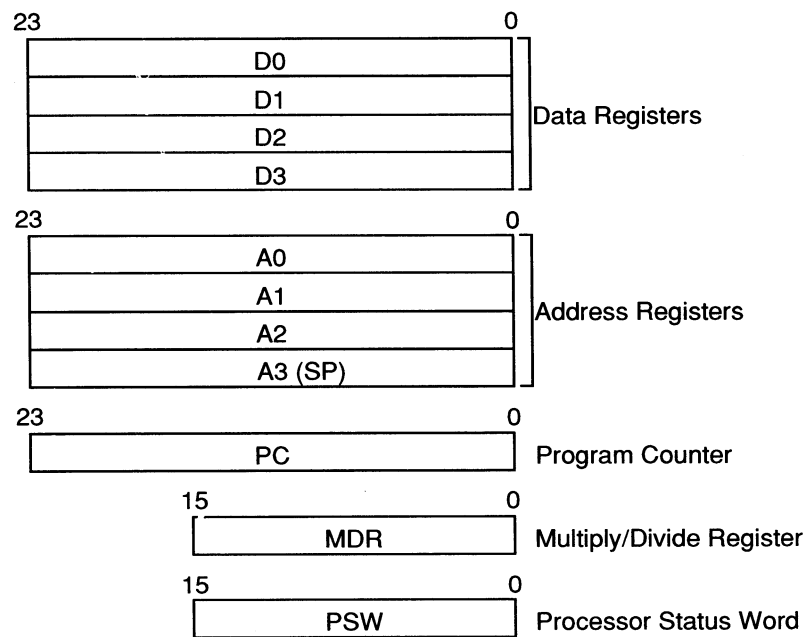 23 0
D0
D1
D2
D3
Data Registers
23 0
A0
A1
A2
A3 (SP)
Address Registers
23 0
PC Program Counter
15 0
MDR Multiply/Divide Register
15 0
PSW Processor Status Word